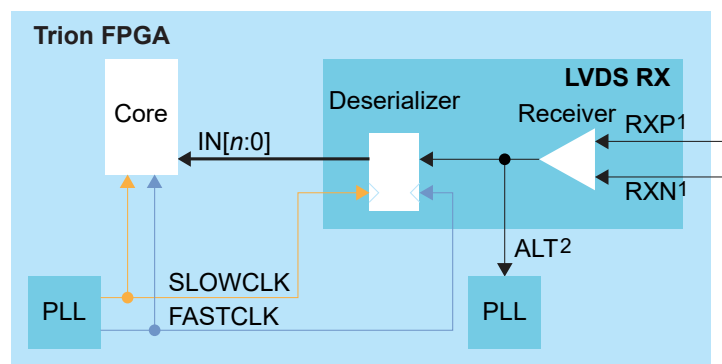 Trion FPGA
LVDS RX
Core
Deserializer
Receiver
RXP1
IN[n:0]
RXN1
ALT2
SLOWCLK
PLL
FASTCLK
PLL